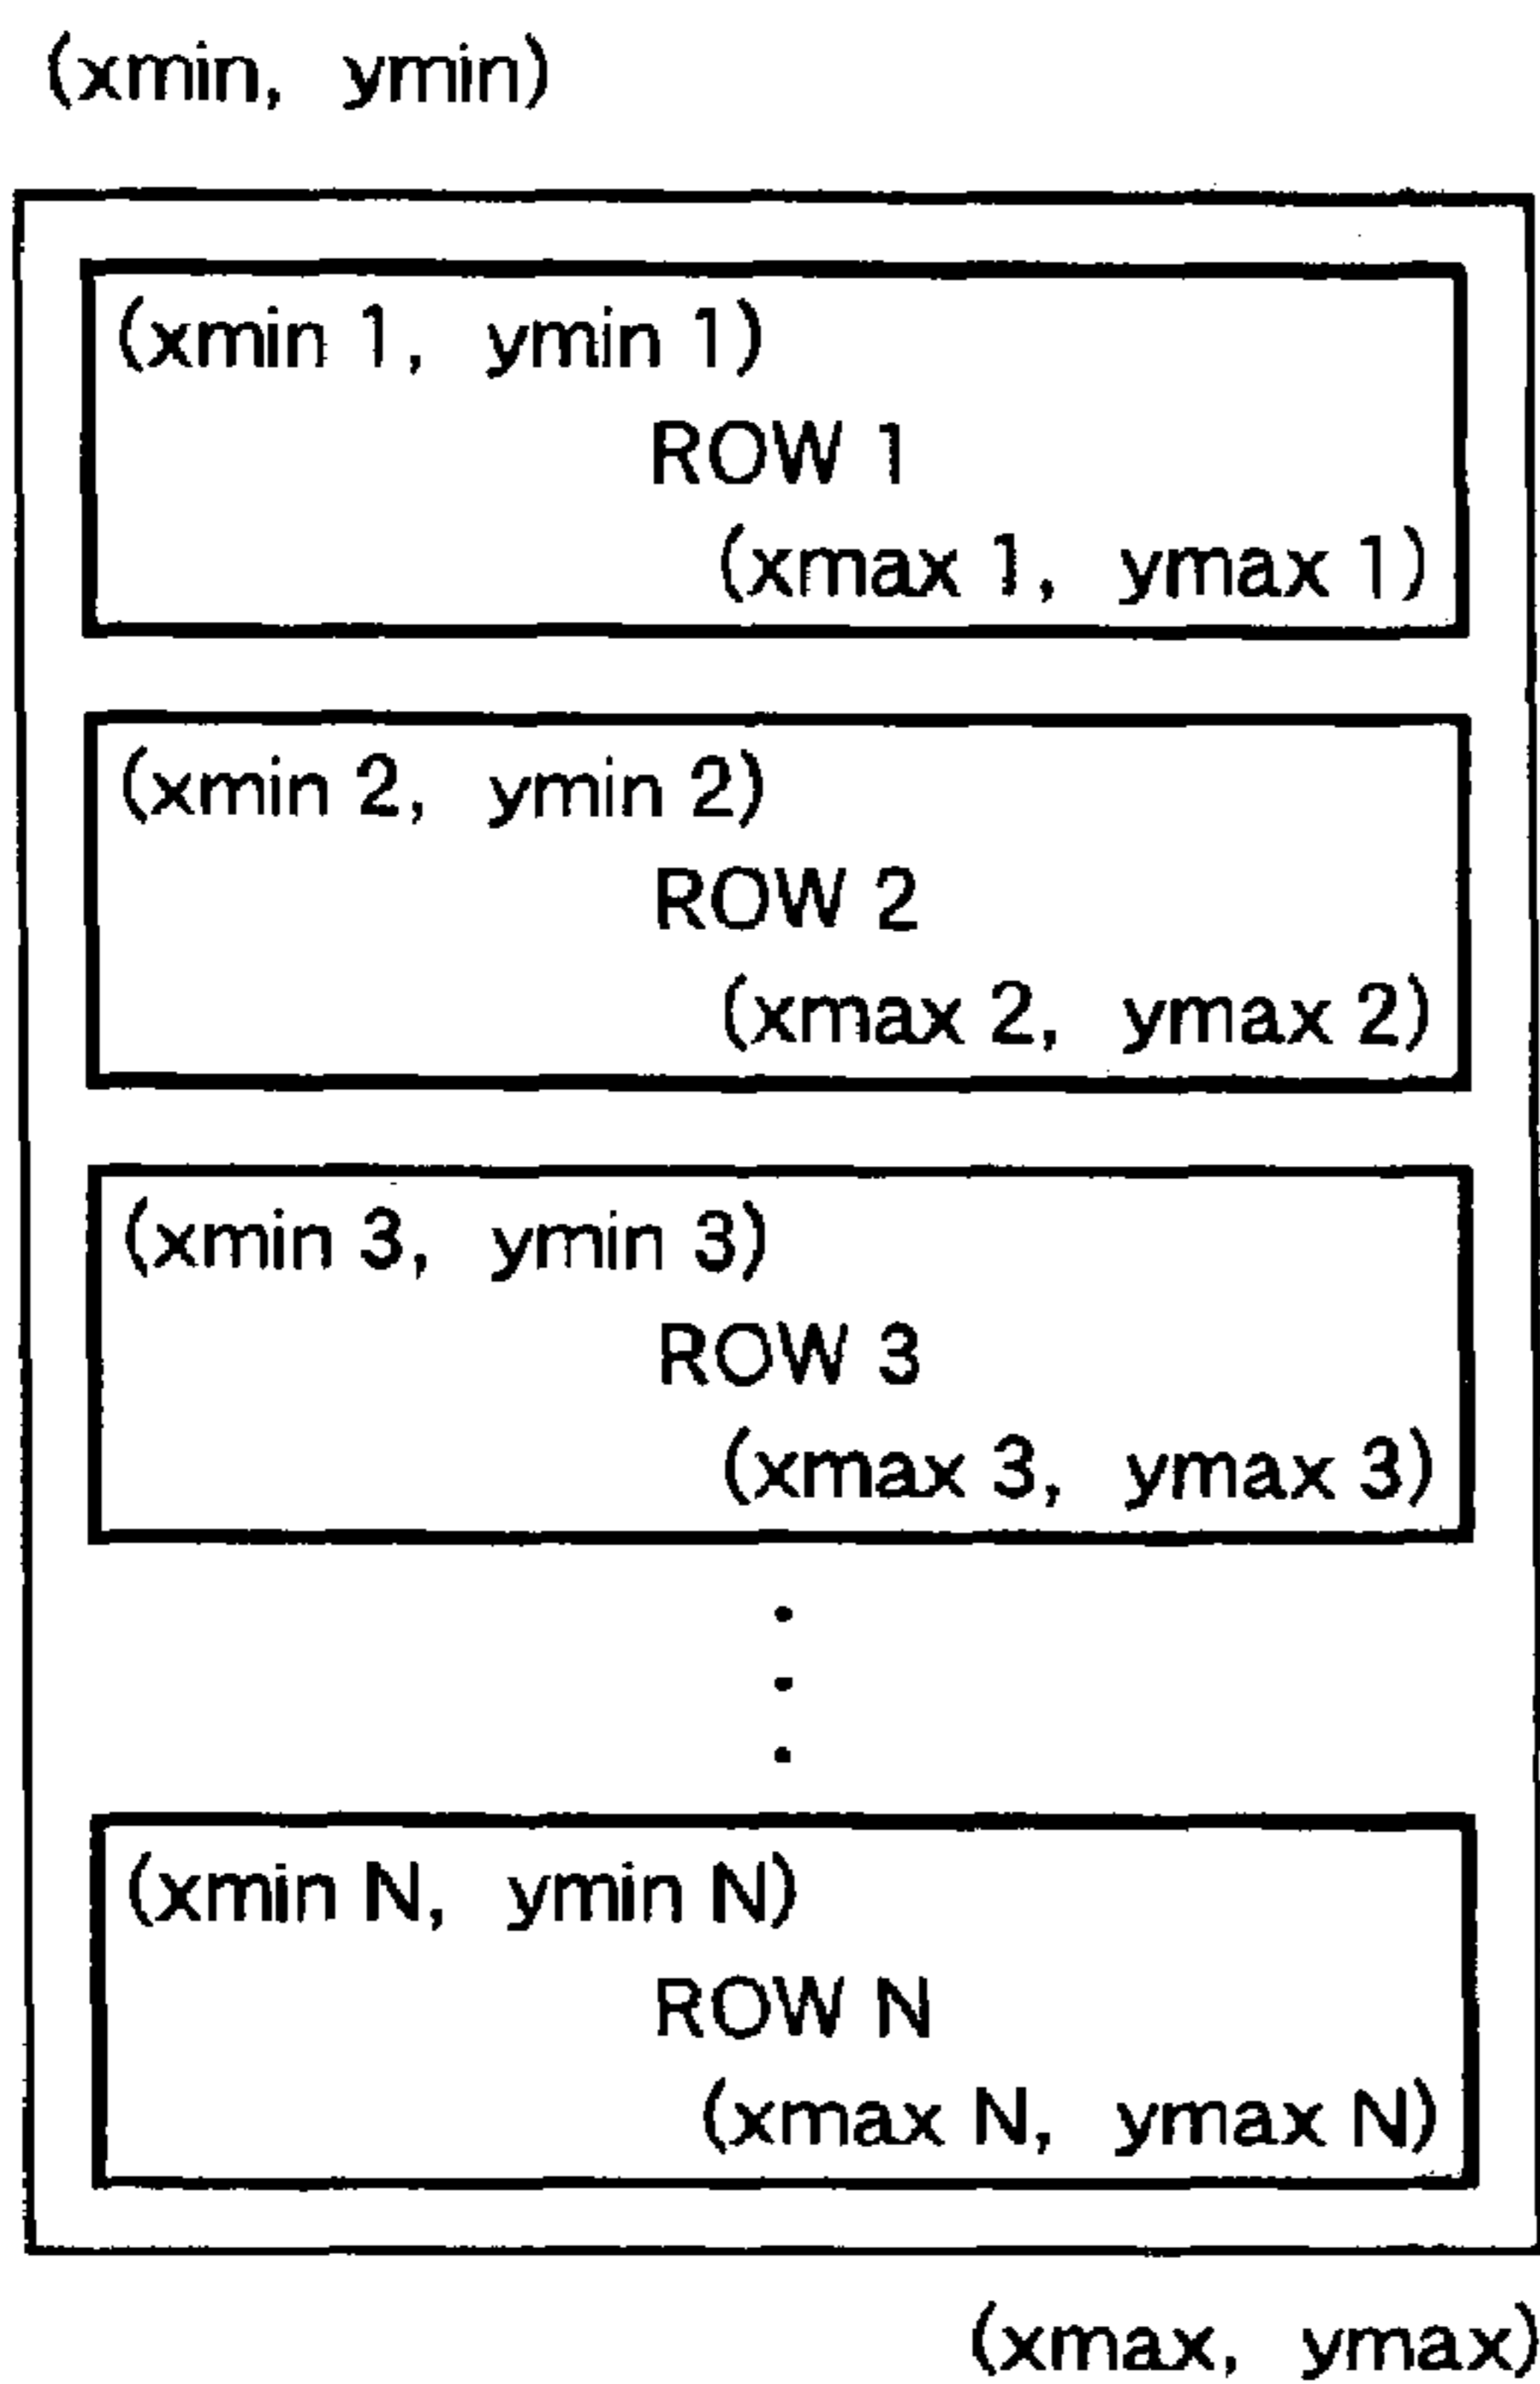 (xmin, ymin)
(xmin 1, ymin 1)
ROW 1
(xmax 1, ymax 1)
(xmin 2, ymin 2)
ROW 2
(xmax 2, ymax 2)
(xmin 3, ymin 3)
ROW 3
(xmax 3, ymax 3)
(xmin N, ymin N)
ROW N
(xmax N, ymax N)
(xmax, ymax)